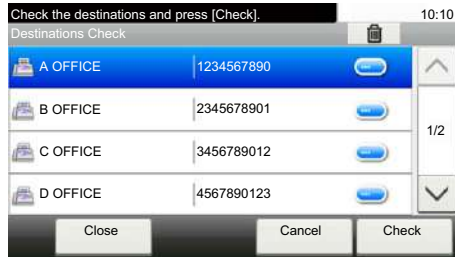 Check the destinations and press [Check]. 10:10
Destinations Check
A OFFICE 1234567890
B OFFICE 2345678901
1/2
C OFFICE 3456789012
D OFFICE 4567890123
Close Cancel Check